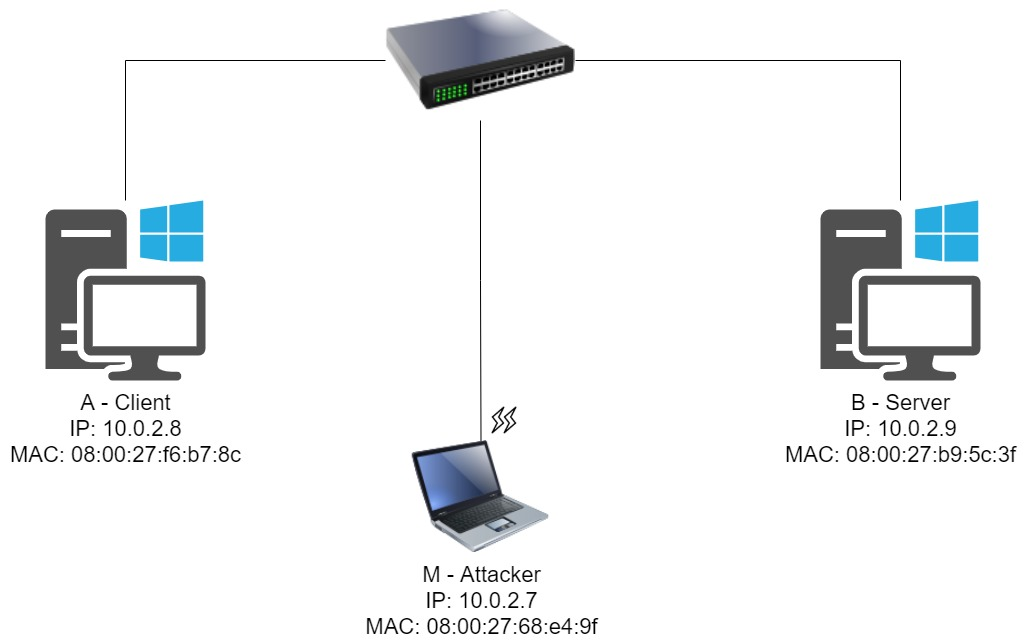 A - Client
IP: 10.0.2.8
MAC: 08:00:27:f6:b7:8c
B - Server
IP: 10.0.2.9
MAC: 08:00:27:b9:5c:3f
M - Attacker
IP: 10.0.2.7
MAC: 08:00:27:68:e4:9f